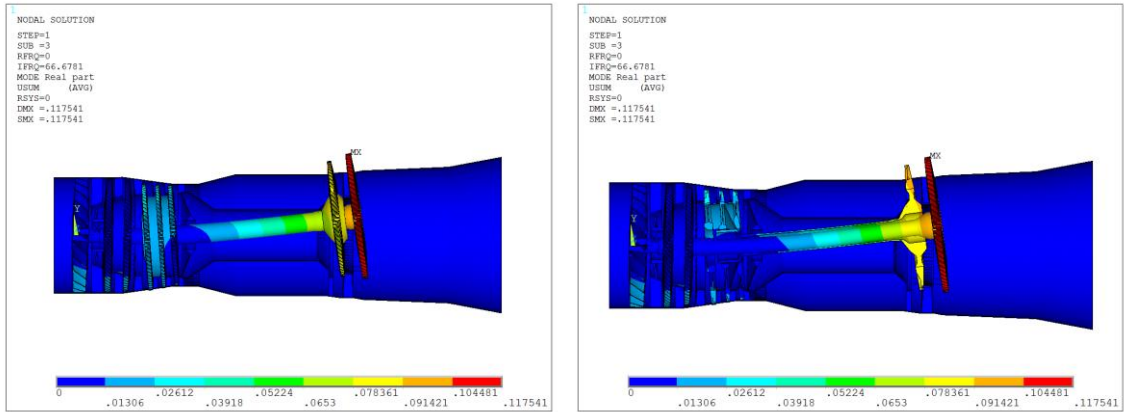 1
NODAL SOLUTION
STEP=1
SUB =3
RFRQ=0
IFRQ=66.6781
MODE Real part
USUM (AVG)
RSYS=0
DMX =.117541
SMX =.117541
MX
Y
0 .02612 .05224 .078361 .104481
.01306 .03918 .0653 .091421 .117541
1
NODAL SOLUTION
STEP=1
SUB =3
RFRQ=0
IFRQ=66.6781
MODE Real part
USUM (AVG)
RSYS=0
DMX =.117541
SMX =.117541
MX
Y
0 .02612 .05224 .078361 .104481
.01306 .03918 .0653 .091421 .117541